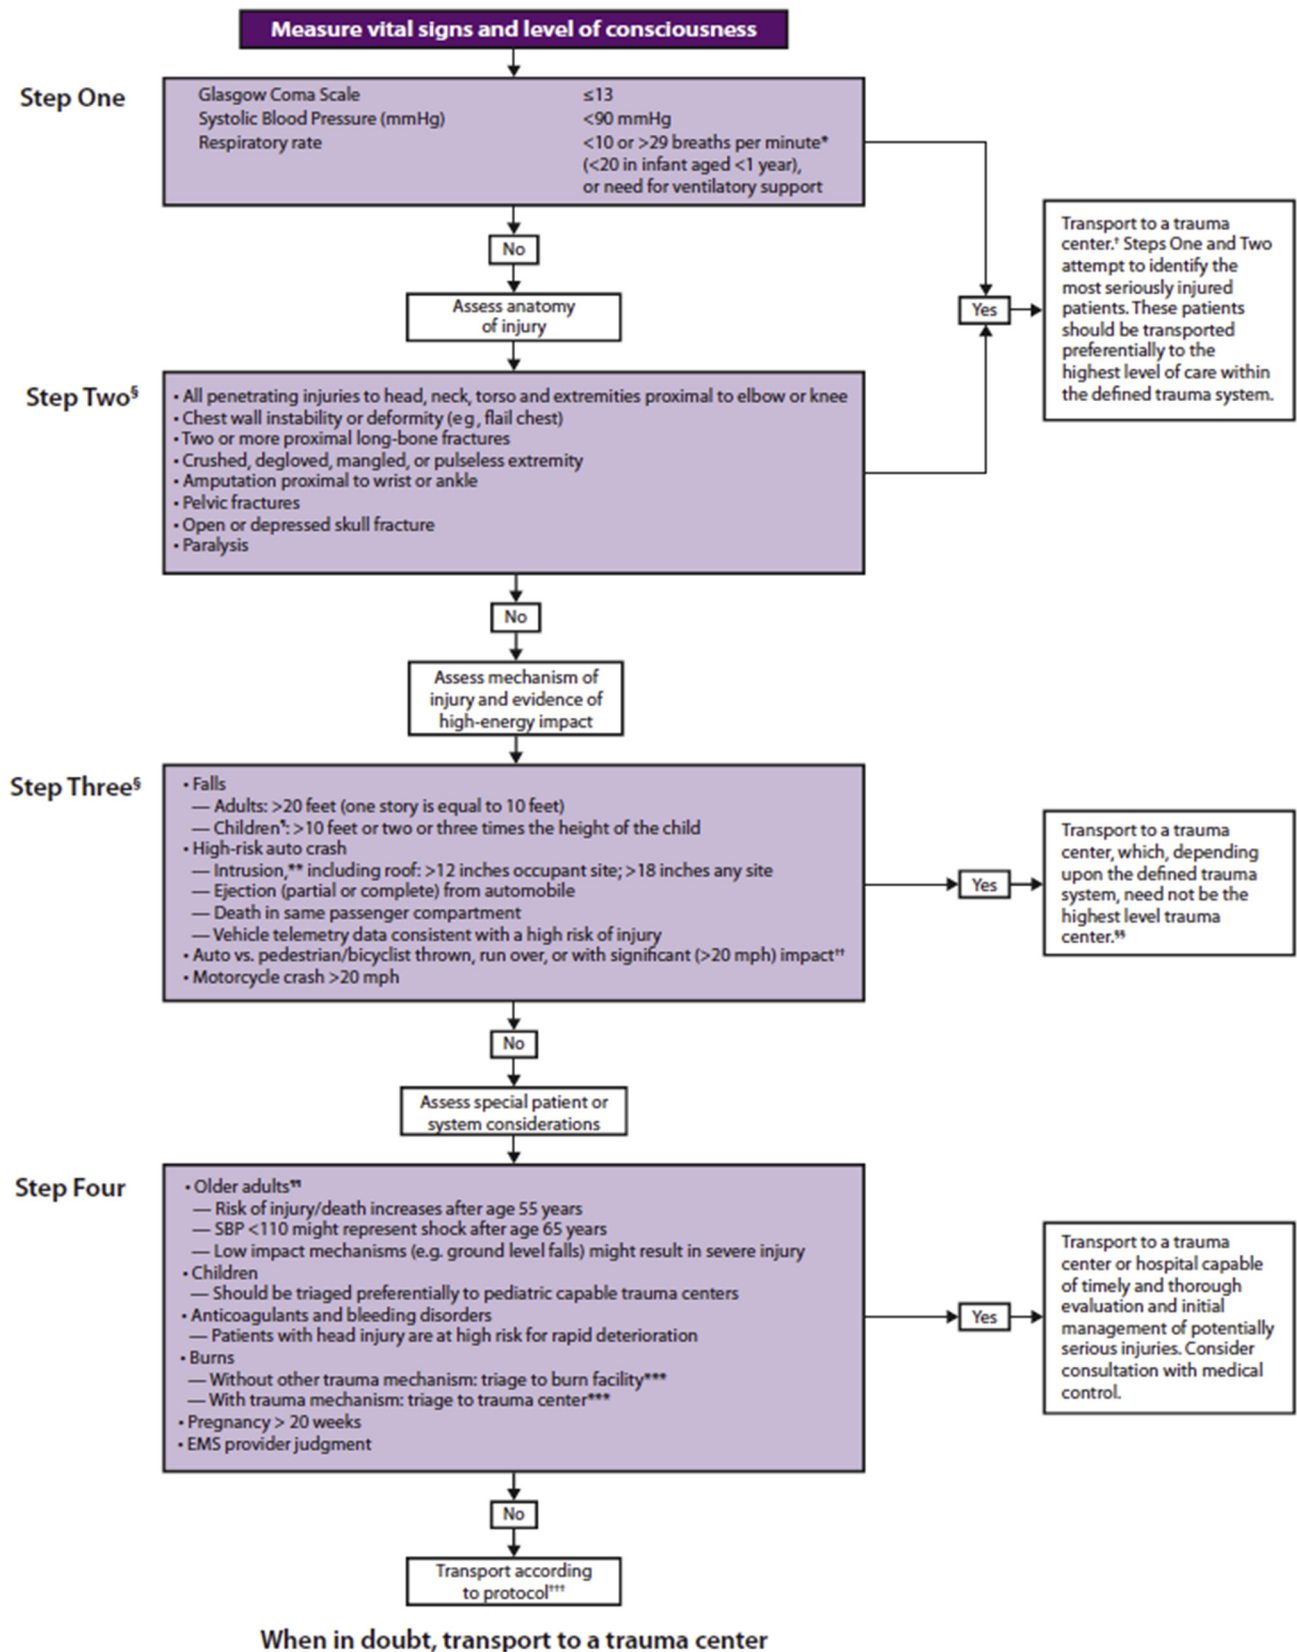 Measure vital signs and level of consciousness
Step One
Glasgow Coma Scale ≤13
Systolic Blood Pressure (mmHg) <90 mmHg
Respiratory rate <10 or >29 breaths per minute*
(<20 in infant aged <1 year),
or need for ventilatory support
No
Yes
Transport to a trauma
center.† Steps One and Two
attempt to identify the
most seriously injured
patients. These patients
should be transported
preferentially to the
highest level of care within
the defined trauma system.
Assess anatomy
of injury
Step Two§
• All penetrating injuries to head, neck, torso and extremities proximal to elbow or knee
• Chest wall instability or deformity (eg, flail chest)
• Two or more proximal long-bone fractures
• Crushed, degloved, mangled, or pulseless extremity
• Amputation proximal to wrist or ankle
• Pelvic fractures
• Open or depressed skull fracture
• Paralysis
No
Assess mechanism of
injury and evidence of
high-energy impact
Step Three§
• Falls
— Adults: >20 feet (one story is equal to 10 feet)
— Children¶: >10 feet or two or three times the height of the child
• High-risk auto crash
— Intrusion,** including roof: >12 inches occupant site; >18 inches any site
— Ejection (partial or complete) from automobile
— Death in same passenger compartment
— Vehicle telemetry data consistent with a high risk of injury
• Auto vs. pedestrian/bicyclist thrown, run over, or with significant (>20 mph) impact††
• Motorcycle crash >20 mph
Yes
Transport to a trauma
center, which, depending
upon the defined trauma
system, need not be the
highest level trauma
center.§§
No
Assess special patient or
system considerations
Step Four
• Older adults¶¶
— Risk of injury/death increases after age 55 years
— SBP <110 might represent shock after age 65 years
— Low impact mechanisms (e.g. ground level falls) might result in severe injury
• Children
— Should be triaged preferentially to pediatric capable trauma centers
• Anticoagulants and bleeding disorders
— Patients with head injury are at high risk for rapid deterioration
• Burns
— Without other trauma mechanism: triage to burn facility***
— With trauma mechanism: triage to trauma center***
• Pregnancy > 20 weeks
• EMS provider judgment
Yes
Transport to a trauma
center or hospital capable
of timely and thorough
evaluation and initial
management of potentially
serious injuries. Consider
consultation with medical
control.
No
Transport according
to protocol†††
When in doubt, transport to a trauma center